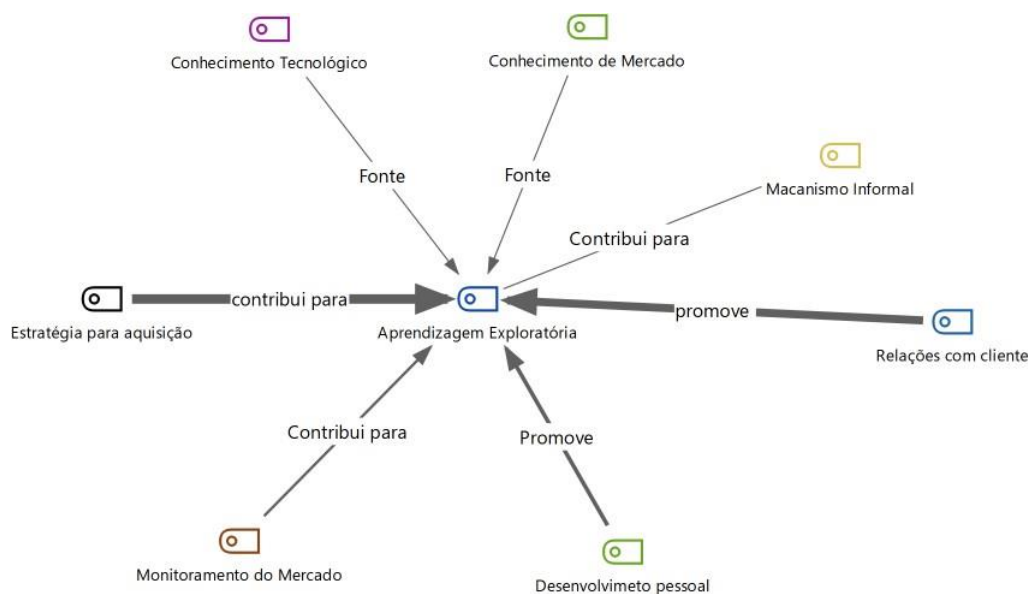 Conhecimento Tecnológico
Conhecimento de Mercado
Fonte
Fonte
Macanismo Informal
Contribui para
contribui para
promove
Estratégia para aquisição
Aprendizagem Exploratória
Relações com cliente
Contribui para
Promove
Monitoramento do Mercado
Desenvolvimeto pessoal